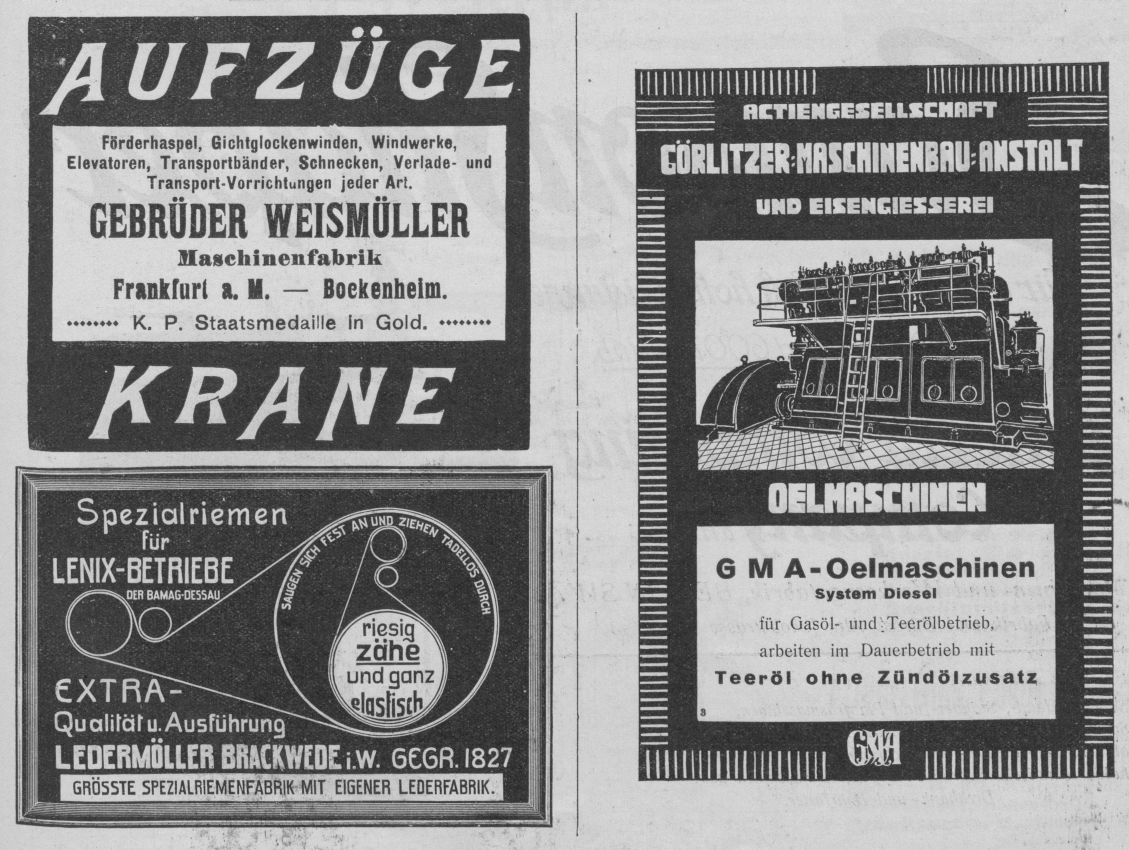 AUFZÜGE
Förderhaspel, Gichtglockenwinden, Windwerke,
Elevatoren, Transportbänder, Schnecken, Verlade- und
Transport-Vorrichtungen jeder Art.
GEBRÜDER WEISMÜLLER
Maschinenfabrik
Frankfurt a. M. — Bockenheim.
K. P. Staatsmedaille in Gold.
KRANE
Spezialriemen
für
LENIX-BETRIEBE
DER BAMAG-DESSAU
SAUGEN SICH FEST AN UND ZIEHEN TADELLOS DURCH
riesig
zähe
und ganz
elastisch
EXTRA-
Qualität u. Ausführung
LEDERMÖLLER BRACKWEDE i.W. GEGR. 1827
GRÖSSTE SPEZIALRIEMENFABRIK MIT EIGENER LEDERFABRIK.
ACTIENGESELLSCHAFT
GÖRLITZER-MASCHINENBAU-ANSTALT
UND EISENGIESSEREI
OELMASCHINEN
GMA-Oelmaschinen
System Diesel
für Gasöl- und Teerölbetrieb,
arbeiten im Dauerbetrieb mit
Teeröl ohne Zündölzusatz
3
GMA